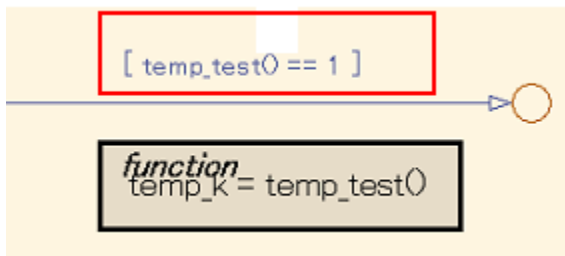 [ temp_test() == 1 ]
function
temp_k = temp_test()